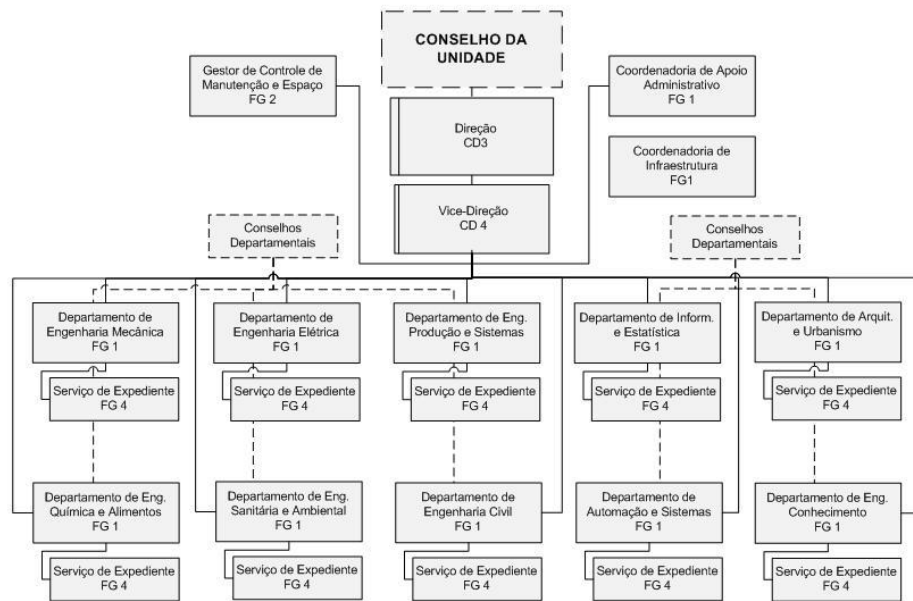 CONSELHO DA
UNIDADE
Gestor de Controle de
Manutenção e Espaço
FG 2
Coordenadoria de Apoio
Administrativo
FG 1
Direção
CD3
Coordenadoria de
Infraestrutura
FG1
Vice-Direção
CD 4
Conselhos
Departamentais
Conselhos
Departamentais
Departamento de
Engenharia Mecânica
FG 1
Departamento de
Engenharia Elétrica
FG 1
Departamento de Eng.
Produção e Sistemas
FG 1
Departamento de Inform.
e Estatística
FG 1
Departamento de Arquit.
e Urbanismo
FG 1
Serviço de Expediente
FG 4
Serviço de Expediente
FG 4
Serviço de Expediente
FG 4
Serviço de Expediente
FG 4
Serviço de Expediente
FG 4
Departamento de Eng.
Química e Alimentos
FG 1
Departamento de Eng.
Sanitária e Ambiental
FG 1
Departamento de
Engenharia Civil
FG 1
Departamento de
Automação e Sistemas
FG 1
Departamento de Eng.
Conhecimento
FG 1
Serviço de Expediente
FG 4
Serviço de Expediente
FG 4
Serviço de Expediente
FG 4
Serviço de Expediente
FG 4
Serviço de Expediente
FG 4